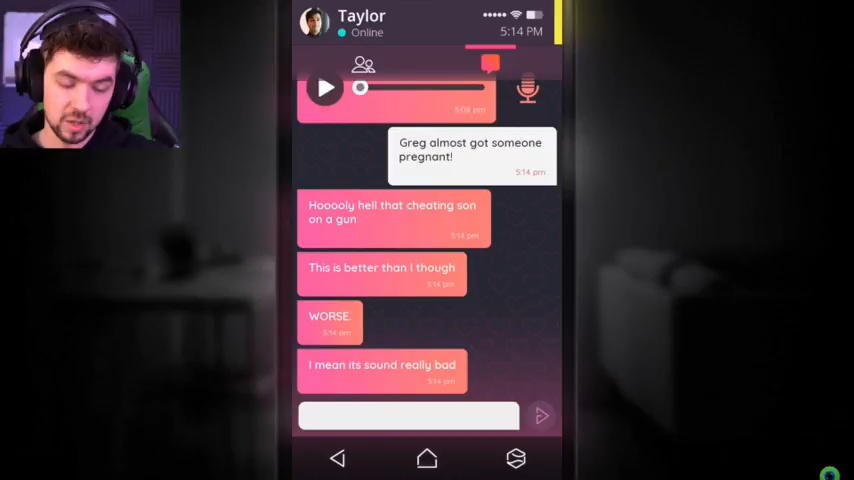 Taylor
Online
5:14 PM
5:08 pm
Greg almost got someone
pregnant!
5:14 pm
Hooooly hell that cheating son
on a gun
5:14 pm
This is better than I though
5:14 pm
WORSE.
5:14 pm
I mean its sound really bad
5:14 pm